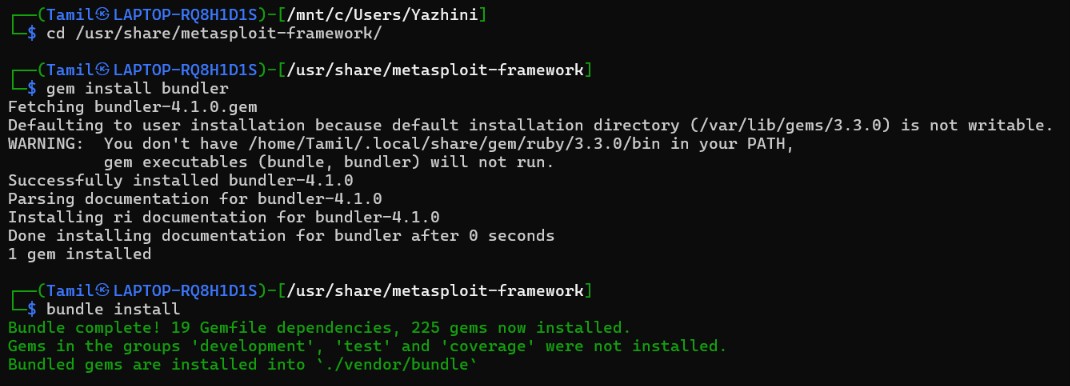 ┌──(Tamil㉿LAPTOP-RQ8H1D1S)-[/mnt/c/Users/Yazhini]
└─$ cd /usr/share/metasploit-framework/
┌──(Tamil㉿LAPTOP-RQ8H1D1S)-[/usr/share/metasploit-framework]
└─$ gem install bundler
Fetching bundler-4.1.0.gem
Defaulting to user installation because default installation directory (/var/lib/gems/3.3.0) is not writable.
WARNING:  You don't have /home/Tamil/.local/share/gem/ruby/3.3.0/bin in your PATH,
          gem executables (bundle, bundler) will not run.
Successfully installed bundler-4.1.0
Parsing documentation for bundler-4.1.0
Installing ri documentation for bundler-4.1.0
Done installing documentation for bundler after 0 seconds
1 gem installed
┌──(Tamil㉿LAPTOP-RQ8H1D1S)-[/usr/share/metasploit-framework]
└─$ bundle install
Bundle complete! 19 Gemfile dependencies, 225 gems now installed.
Gems in the groups 'development', 'test' and 'coverage' were not installed.
Bundled gems are installed into `./vendor/bundle`